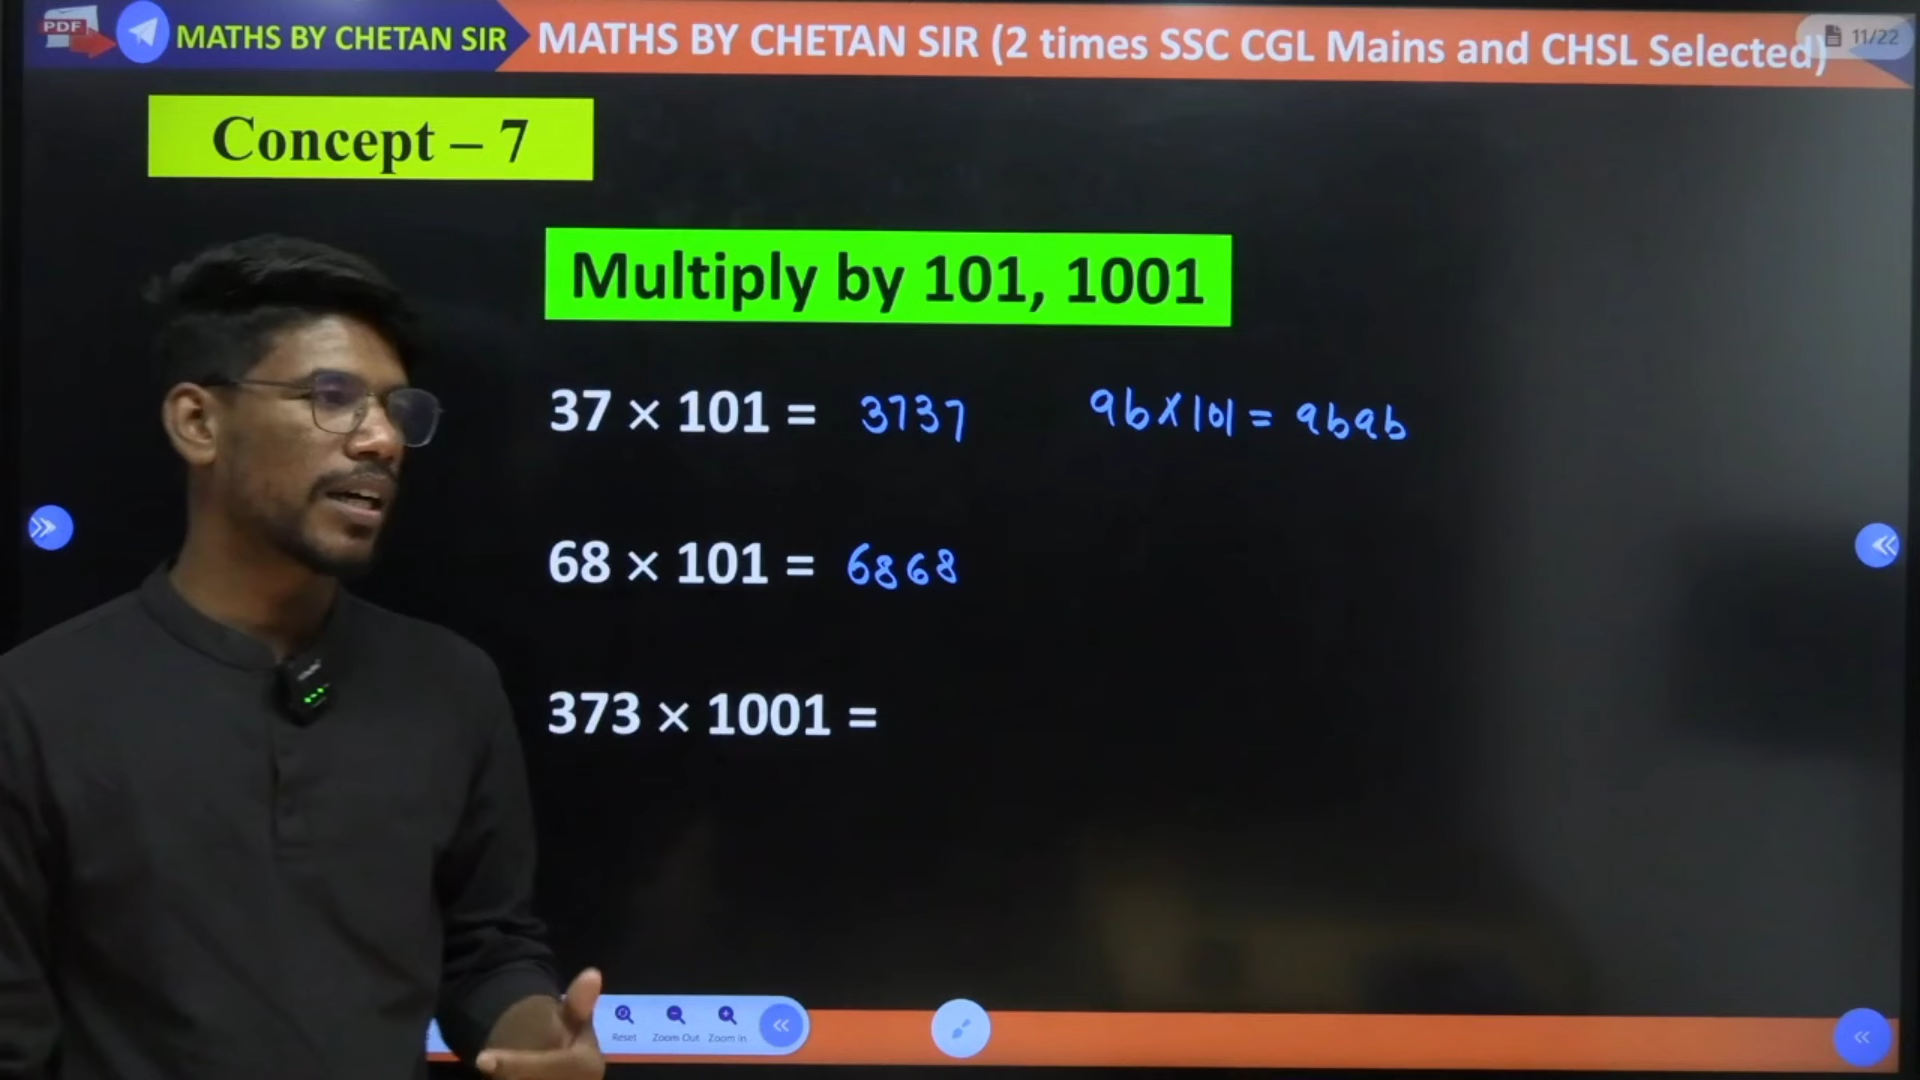 PDF
MATHS BY CHETAN SIR
MATHS BY CHETAN SIR (2 times SSC CGL Mains and CHSL Selected)
11/22
Concept – 7
Multiply by 101, 1001
37 × 101 = 3737
ab×101 = abab
68 × 101 = 6868
373 × 1001 =
Reset Zoom Out Zoom In